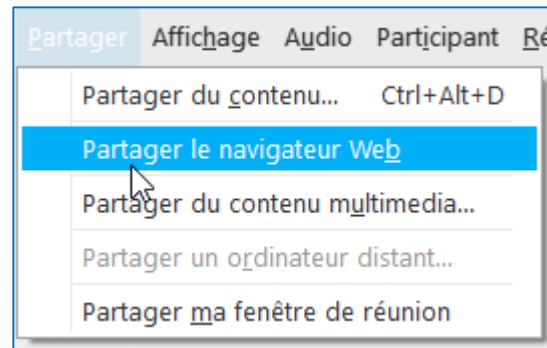 Partager Affichage Audio Participant Ré
Partager du contenu... Ctrl+Alt+D
Partager le navigateur Web
Partager du contenu multimedia...
Partager un ordinateur distant...
Partager ma fenêtre de réunion